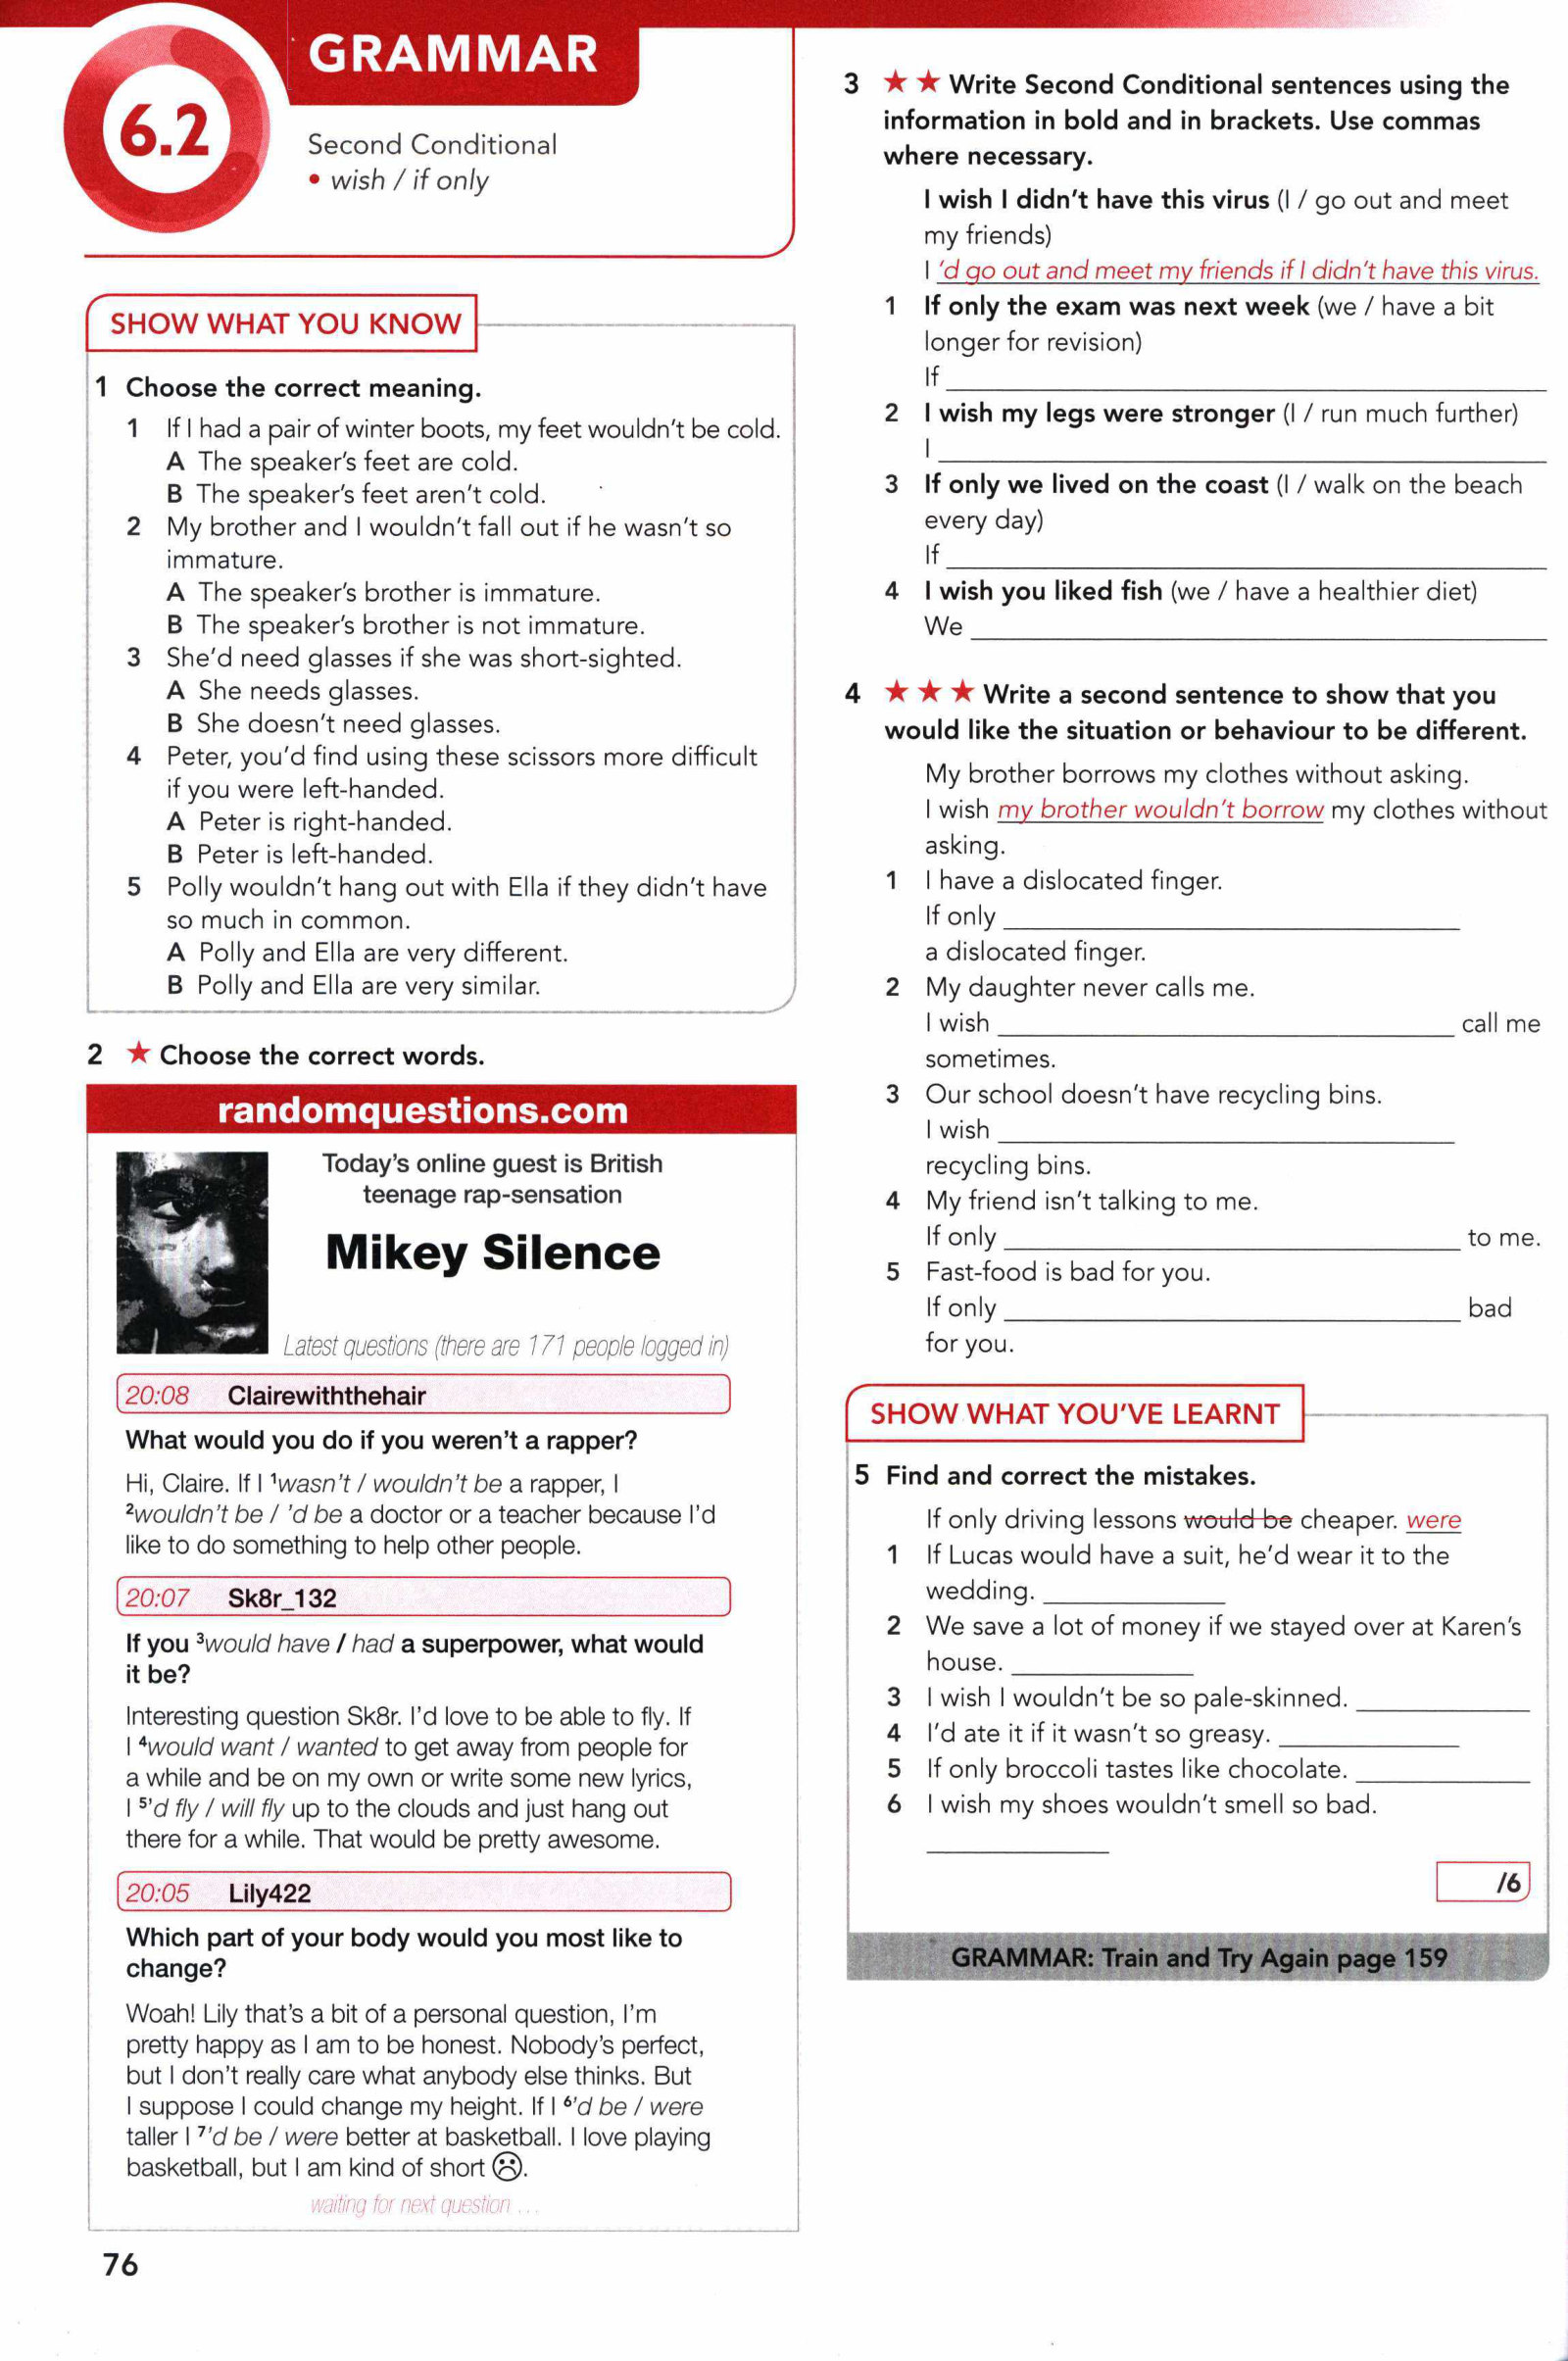 GRAMMAR
6.2
Second Conditional
• wish / if only
SHOW WHAT YOU KNOW
1 Choose the correct meaning.
1 If I had a pair of winter boots, my feet wouldn't be cold.
A The speaker's feet are cold.
B The speaker's feet aren't cold.
2 My brother and I wouldn't fall out if he wasn't so
immature.
A The speaker's brother is immature.
B The speaker's brother is not immature.
3 She'd need glasses if she was short-sighted.
A She needs glasses.
B She doesn't need glasses.
4 Peter, you'd find using these scissors more difficult
if you were left-handed.
A Peter is right-handed.
B Peter is left-handed.
5 Polly wouldn't hang out with Ella if they didn't have
so much in common.
A Polly and Ella are very different.
B Polly and Ella are very similar.
2 ★ Choose the correct words.
randomquestions.com
Today's online guest is British
teenage rap-sensation
Mikey Silence
Latest questions (there are 171 people logged in)
20:08 Clairewiththehair
What would you do if you weren't a rapper?
Hi, Claire. If I ¹wasn't / wouldn't be a rapper, I
²wouldn't be / 'd be a doctor or a teacher because I'd
like to do something to help other people.
20:07 Sk8r_132
If you ³would have / had a superpower, what would
it be?
Interesting question Sk8r. I'd love to be able to fly. If
I ⁴would want / wanted to get away from people for
a while and be on my own or write some new lyrics,
I ⁵'d fly / will fly up to the clouds and just hang out
there for a while. That would be pretty awesome.
20:05 Lily422
Which part of your body would you most like to
change?
Woah! Lily that's a bit of a personal question, I'm
pretty happy as I am to be honest. Nobody's perfect,
but I don't really care what anybody else thinks. But
I suppose I could change my height. If I ⁶'d be / were
taller I ⁷'d be / were better at basketball. I love playing
basketball, but I am kind of short ☹.
waiting for next question ...
76
3 ★ ★ Write Second Conditional sentences using the
information in bold and in brackets. Use commas
where necessary.
I wish I didn't have this virus (I / go out and meet
my friends)
I 'd go out and meet my friends if I didn't have this virus.
1 If only the exam was next week (we / have a bit
longer for revision)
If
2 I wish my legs were stronger (I / run much further)
I
3 If only we lived on the coast (I / walk on the beach
every day)
If
4 I wish you liked fish (we / have a healthier diet)
We
4 ★ ★ ★ Write a second sentence to show that you
would like the situation or behaviour to be different.
My brother borrows my clothes without asking.
I wish my brother wouldn't borrow my clothes without
asking.
1 I have a dislocated finger.
If only
a dislocated finger.
2 My daughter never calls me.
I wish call me
sometimes.
3 Our school doesn't have recycling bins.
I wish
recycling bins.
4 My friend isn't talking to me.
If only to me.
5 Fast-food is bad for you.
If only bad
for you.
SHOW WHAT YOU'VE LEARNT
5 Find and correct the mistakes.
If only driving lessons would be cheaper. were
1 If Lucas would have a suit, he'd wear it to the
wedding.
2 We save a lot of money if we stayed over at Karen's
house.
3 I wish I wouldn't be so pale-skinned.
4 I'd ate it if it wasn't so greasy.
5 If only broccoli tastes like chocolate.
6 I wish my shoes wouldn't smell so bad.
/6
GRAMMAR: Train and Try Again page 159